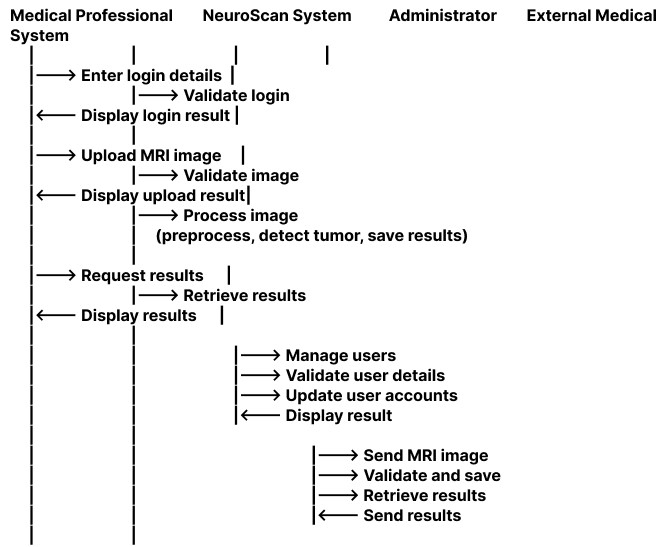 Medical Professional NeuroScan System Administrator External Medical
System
Enter login details
Validate login
Display login result
Upload MRI image
Validate image
Display upload result
Process image
(preprocess, detect tumor, save results)
Request results
Retrieve results
Display results
Manage users
Validate user details
Update user accounts
Display result
Send MRI image
Validate and save
Retrieve results
Send results